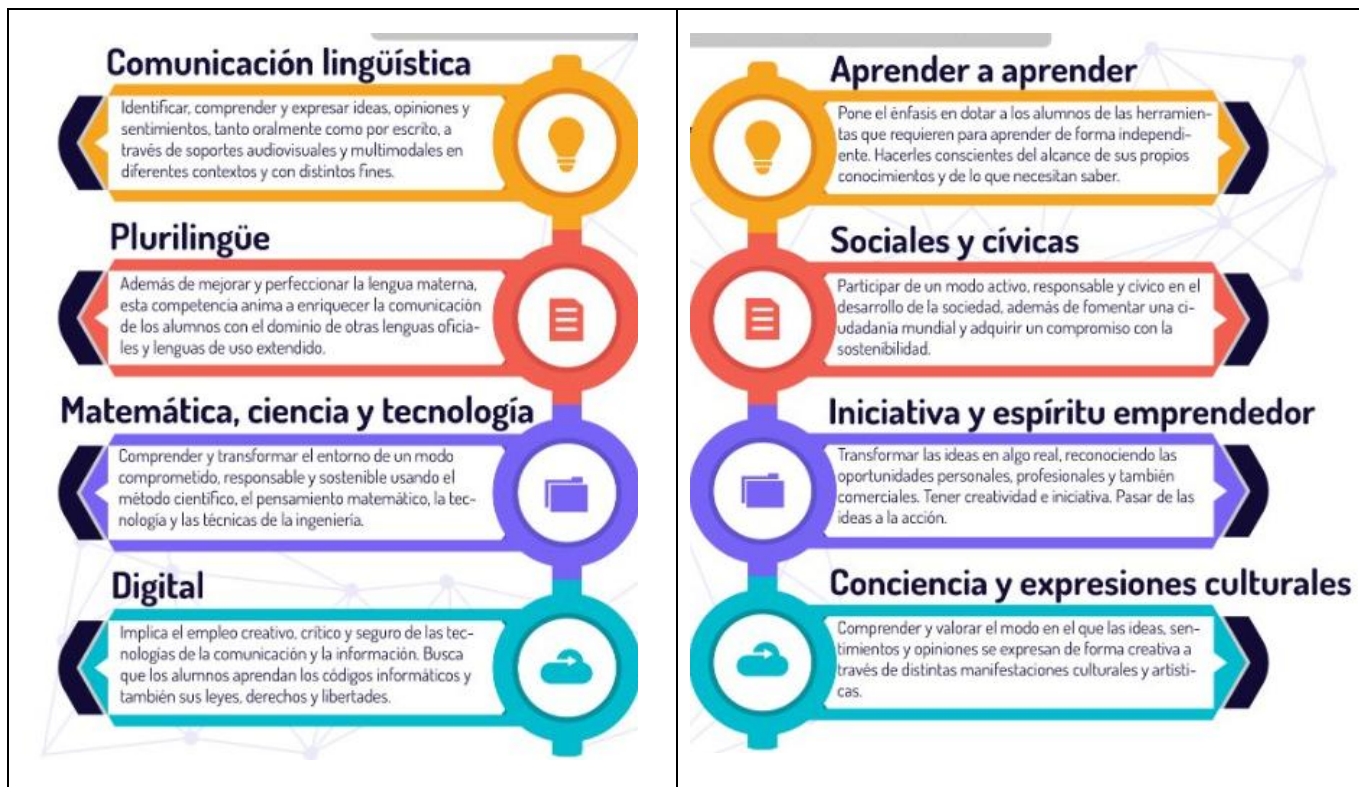 Comunicación lingüística
Identificar, comprender y expresar ideas, opiniones y
sentimientos, tanto oralmente como por escrito, a
través de soportes audiovisuales y multimodales en
diferentes contextos y con distintos fines.
Plurilingüe
Además de mejorar y perfeccionar la lengua materna,
esta competencia anima a enriquecer la comunicación
de los alumnos con el dominio de otras lenguas oficia-
les y lenguas de uso extendido.
Matemática, ciencia y tecnología
Comprender y transformar el entorno de un modo
comprometido, responsable y sostenible usando el
método científico, el pensamiento matemático, la tec-
nología y las técnicas de la ingeniería.
Digital
Implica el empleo creativo, crítico y seguro de las tec-
nologías de la comunicación y la información. Busca
que los alumnos aprendan los códigos informáticos y
también sus leyes, derechos y libertades.
Aprender a aprender
Pone el énfasis en dotar a los alumnos de las herramien-
tas que requieren para aprender de forma independi-
ente. Hacerles conscientes del alcance de sus propios
conocimientos y de lo que necesitan saber.
Sociales y cívicas
Participar de un modo activo, responsable y cívico en el
desarrollo de la sociedad, además de fomentar una ci-
udadanía mundial y adquirir un compromiso con la
sostenibilidad.
Iniciativa y espíritu emprendedor
Transformar las ideas en algo real, reconociendo las
oportunidades personales, profesionales y también
comerciales. Tener creatividad e iniciativa. Pasar de las
ideas a la acción.
Conciencia y expresiones culturales
Comprender y valorar el modo en el que las ideas, sen-
timientos y opiniones se expresan de forma creativa a
través de distintas manifestaciones culturales y artísti-
cas.